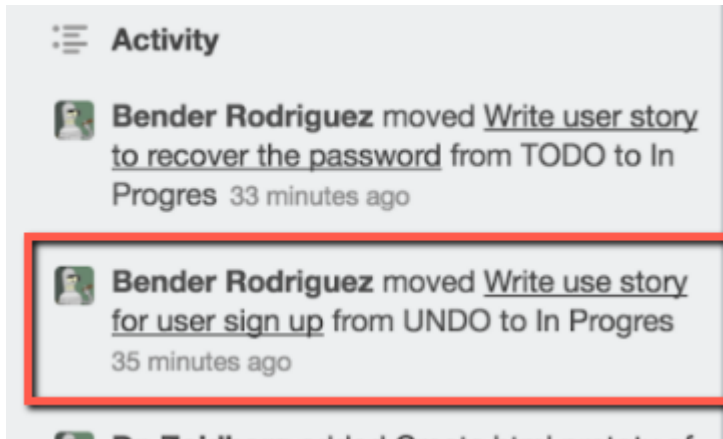 Activity
Bender Rodriguez moved Write user story
to recover the password from TODO to In
Progres 33 minutes ago
Bender Rodriguez moved Write use story
for user sign up from UNDO to In Progres
35 minutes ago